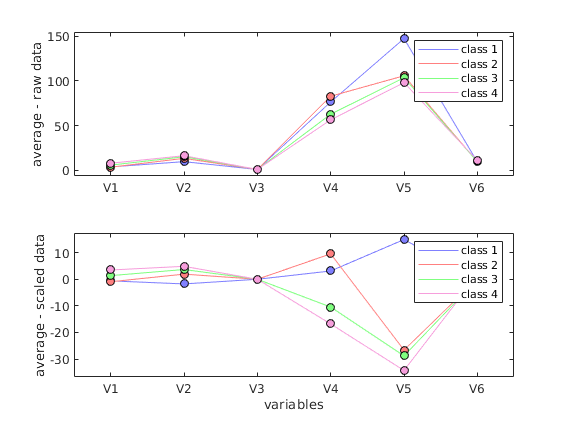 150
100
50
0
average - raw data
class 1
class 2
class 3
class 4
V1 V2 V3 V4 V5 V6
10
0
-10
-20
-30
average - scaled data
class 1
class 2
class 3
class 4
V1 V2 V3 V4 V5 V6
variables